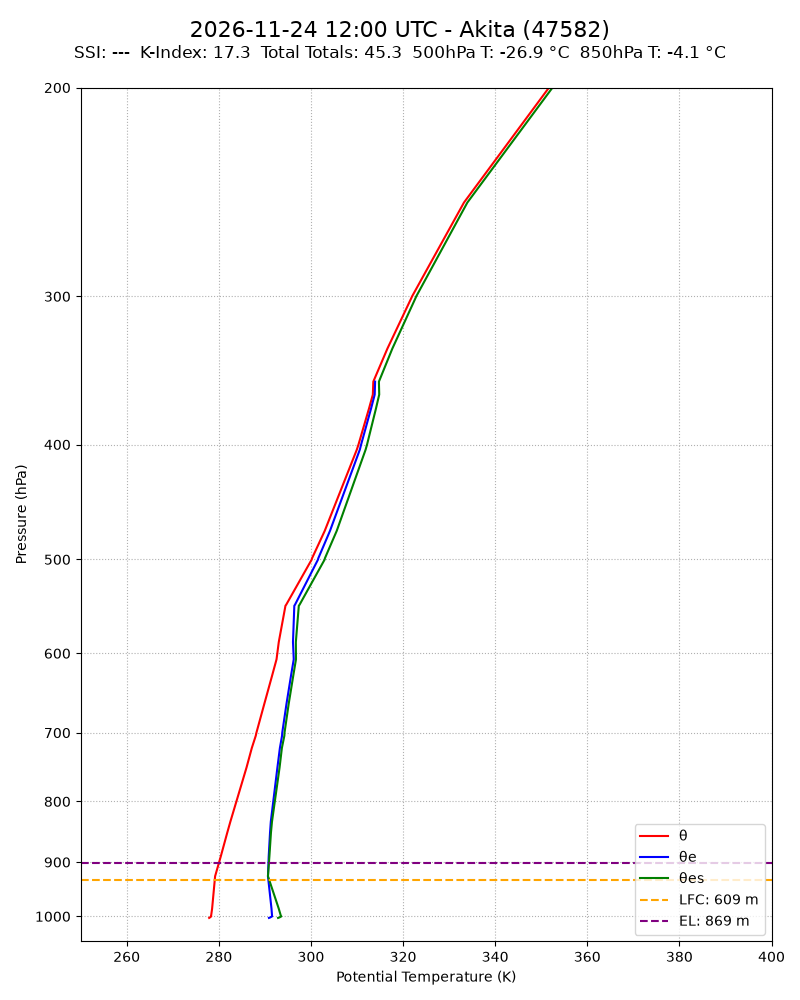 2026-11-24 12:00 UTC - Akita (47582)
SSI: --- K-Index: 17.3 Total Totals: 45.3 500hPa T: -26.9 °C 850hPa T: -4.1 °C
200
300
400
500
600
700
800
900
1000
Pressure (hPa)
260 280 300 320 340 360 380 400
Potential Temperature (K)
θ
θe
θes
LFC: 609 m
EL: 869 m